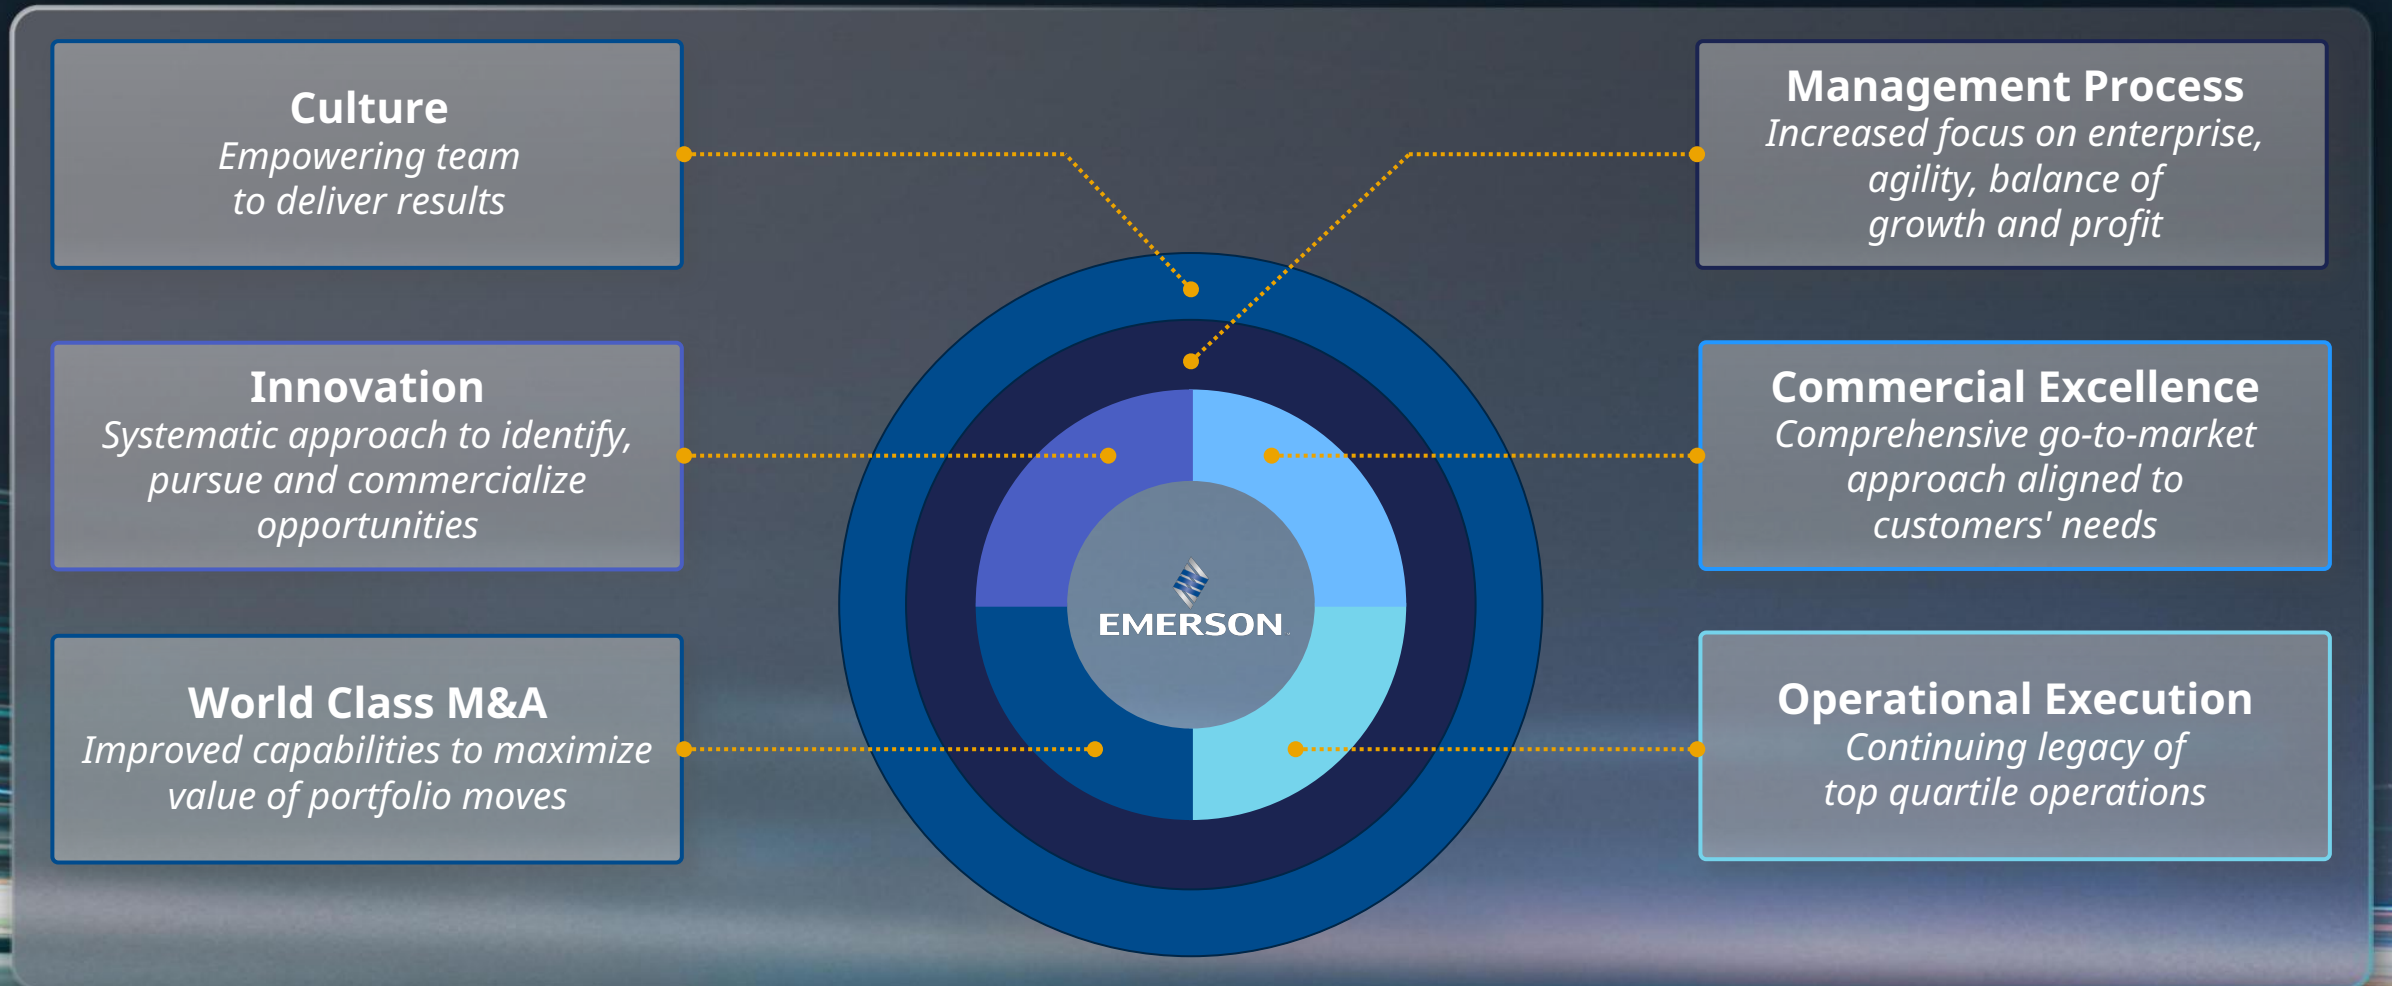 Culture
Empowering team
to deliver results
Management Process
Increased focus on enterprise,
agility, balance of
growth and profit
Innovation
Systematic approach to identify,
pursue and commercialize
opportunities
Commercial Excellence
Comprehensive go-to-market
approach aligned to
customers' needs
EMERSON
World Class M&A
Improved capabilities to maximize
value of portfolio moves
Operational Execution
Continuing legacy of
top quartile operations